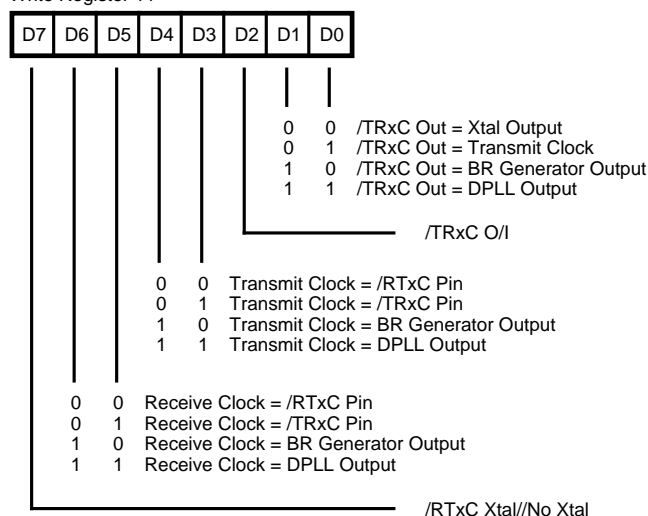 D7 D6 D5 D4 D3 D2 D1 D0
0 0 /TRxC Out = Xtal Output
0 1 /TRxC Out = Transmit Clock
1 0 /TRxC Out = BR Generator Output
1 1 /TRxC Out = DPLL Output
/TRxC O/I
0 0 Transmit Clock = /RTxC Pin
0 1 Transmit Clock = /TRxC Pin
1 0 Transmit Clock = BR Generator Output
1 1 Transmit Clock = DPLL Output
0 0 Receive Clock = /RTxC Pin
0 1 Receive Clock = /TRxC Pin
1 0 Receive Clock = BR Generator Output
1 1 Receive Clock = DPLL Output
/RTxC Xtal//No Xtal